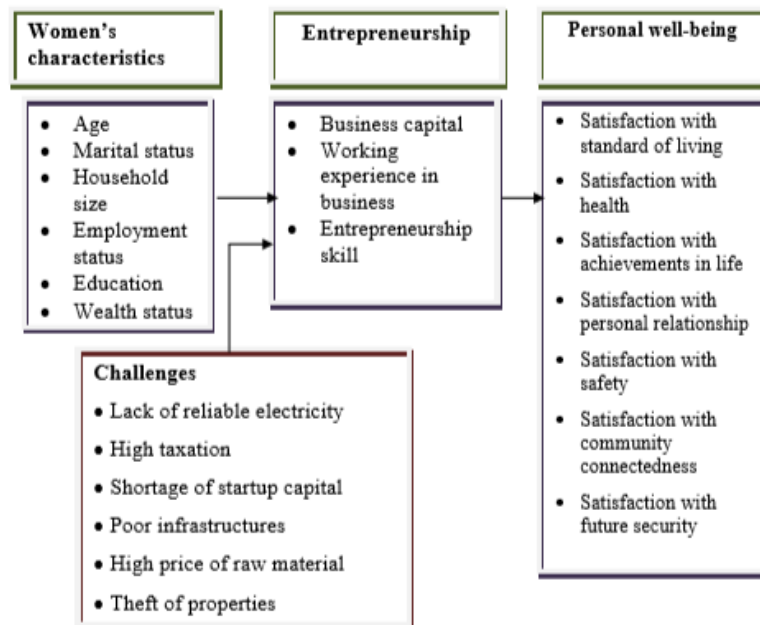 Women's
characteristics
• Age
• Marital status
• Household
size
• Employment
status
• Education
• Wealth status
Entrepreneurship
• Business capital
• Working
experience in
business
• Entrepreneurship
skill
Personal well-being
• Satisfaction with
standard of living
• Satisfaction with
health
• Satisfaction with
achievements in life
• Satisfaction with
personal relationship
• Satisfaction with
safety
• Satisfaction with
community
connectedness
• Satisfaction with
future security
Challenges
• Lack of reliable electricity
• High taxation
• Shortage of startup capital
• Poor infrastructures
• High price of raw material
• Theft of properties